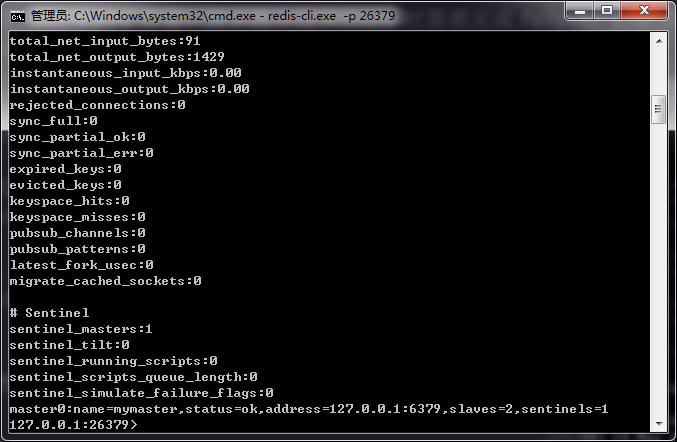 管理员: C:\Windows\system32\cmd.exe - redis-cli.exe  -p 26379
total_net_input_bytes:91
total_net_output_bytes:1429
instantaneous_input_kbps:0.00
instantaneous_output_kbps:0.00
rejected_connections:0
sync_full:0
sync_partial_ok:0
sync_partial_err:0
expired_keys:0
evicted_keys:0
keyspace_hits:0
keyspace_misses:0
pubsub_channels:0
pubsub_patterns:0
latest_fork_usec:0
migrate_cached_sockets:0
# Sentinel
sentinel_masters:1
sentinel_tilt:0
sentinel_running_scripts:0
sentinel_scripts_queue_length:0
sentinel_simulate_failure_flags:0
master0:name=mymaster,status=ok,address=127.0.0.1:6379,slaves=2,sentinels=1
127.0.0.1:26379>